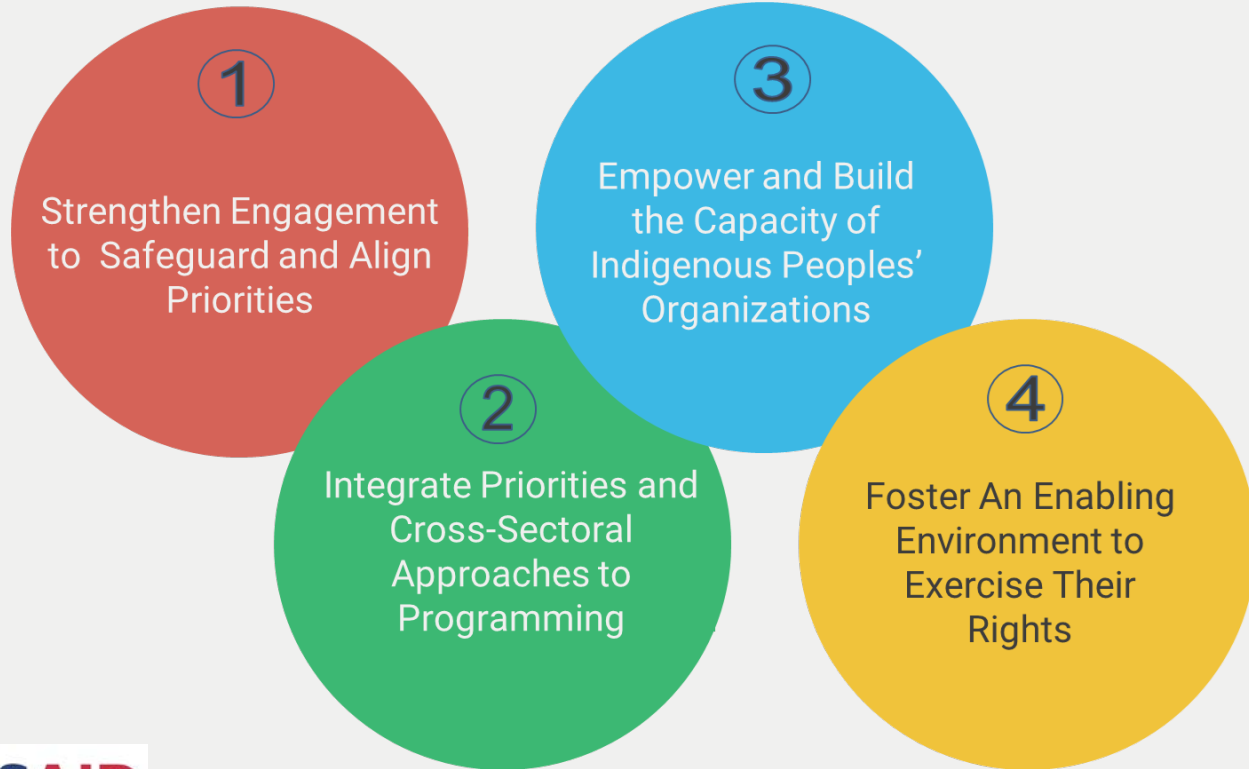 1
Strengthen Engagement
to Safeguard and Align
Priorities
2
Integrate Priorities and
Cross-Sectoral
Approaches to
Programming
3
Empower and Build
the Capacity of
Indigenous Peoples’
Organizations
4
Foster An Enabling
Environment to
Exercise Their
Rights